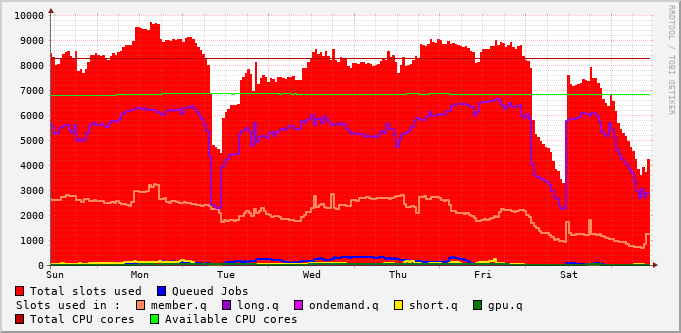 10000
9000
8000
7000
6000
5000
4000
3000
2000
1000
0
Sun Mon Tue Wed Thu Fri Sat
RRDTOOL / TOBI OETIKER
Total slots used Queued Jobs
Slots used in : member.q long.q ondemand.q short.q gpu.q
Total CPU cores Available CPU cores